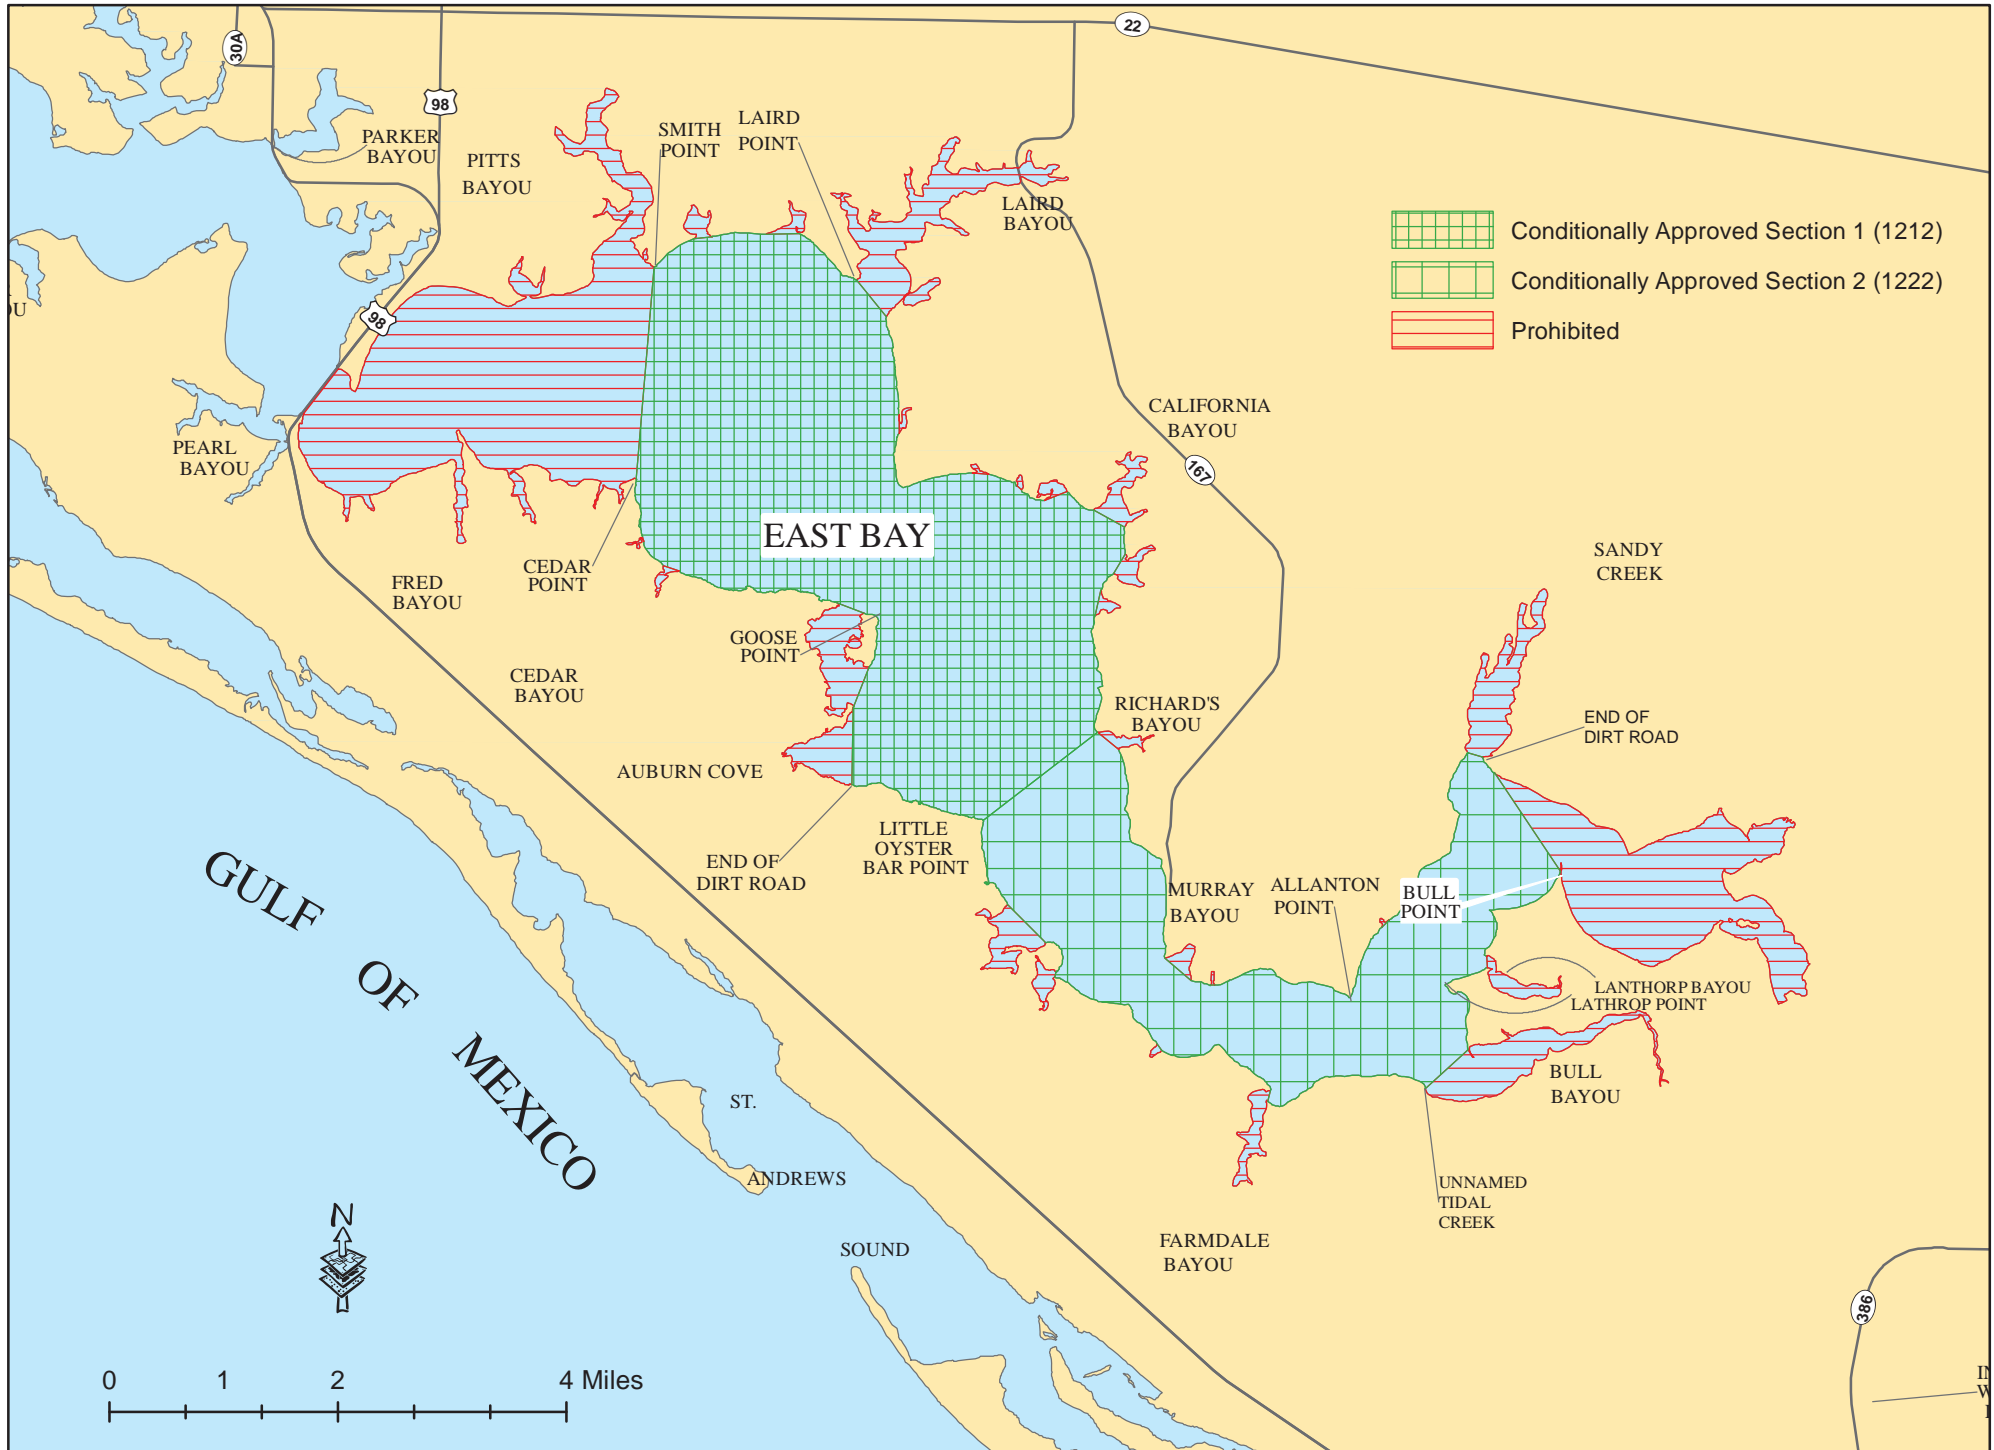 30A
22
98
PARKER
BAYOU
PITTS
BAYOU
SMITH
POINT
LAIRD
POINT
LAIRD
BAYOU
Conditionally Approved Section 1 (1212)
Conditionally Approved Section 2 (1222)
Prohibited
OU
98
PEARL
BAYOU
CALIFORNIA
BAYOU
167
EAST BAY
SANDY
CREEK
CEDAR
POINT
FRED
BAYOU
GOOSE
POINT
CEDAR
BAYOU
RICHARD'S
BAYOU
END OF
DIRT ROAD
AUBURN COVE
LITTLE
OYSTER
BAR POINT
END OF
DIRT ROAD
MURRAY
BAYOU
ALLANTON
POINT
BULL
POINT
LANTHORP BAYOU
LATHROP POINT
GULF
OF
MEXICO
BULL
BAYOU
ST.
ANDREWS
SOUND
UNNAMED
TIDAL
CREEK
FARMDALE
BAYOU
N
386
0 1 2 4 Miles